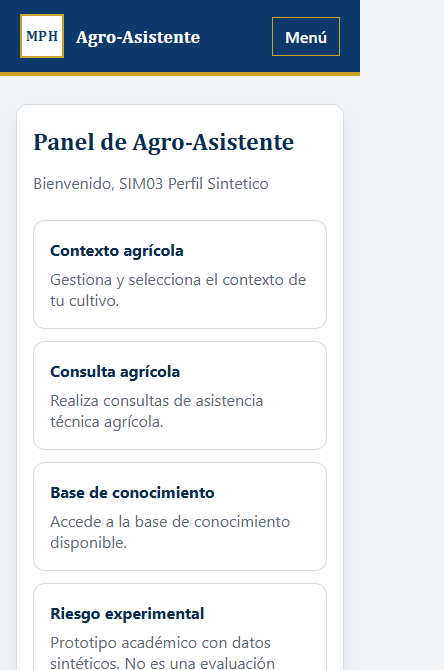 MPH Agro-Asistente Menú
Panel de Agro-Asistente
Bienvenido, SIM03 Perfil Sintetico
Contexto agrícola
Gestiona y selecciona el contexto de
tu cultivo.
Consulta agrícola
Realiza consultas de asistencia
técnica agrícola.
Base de conocimiento
Accede a la base de conocimiento
disponible.
Riesgo experimental
Prototipo académico con datos
sintéticos. No es una evaluación